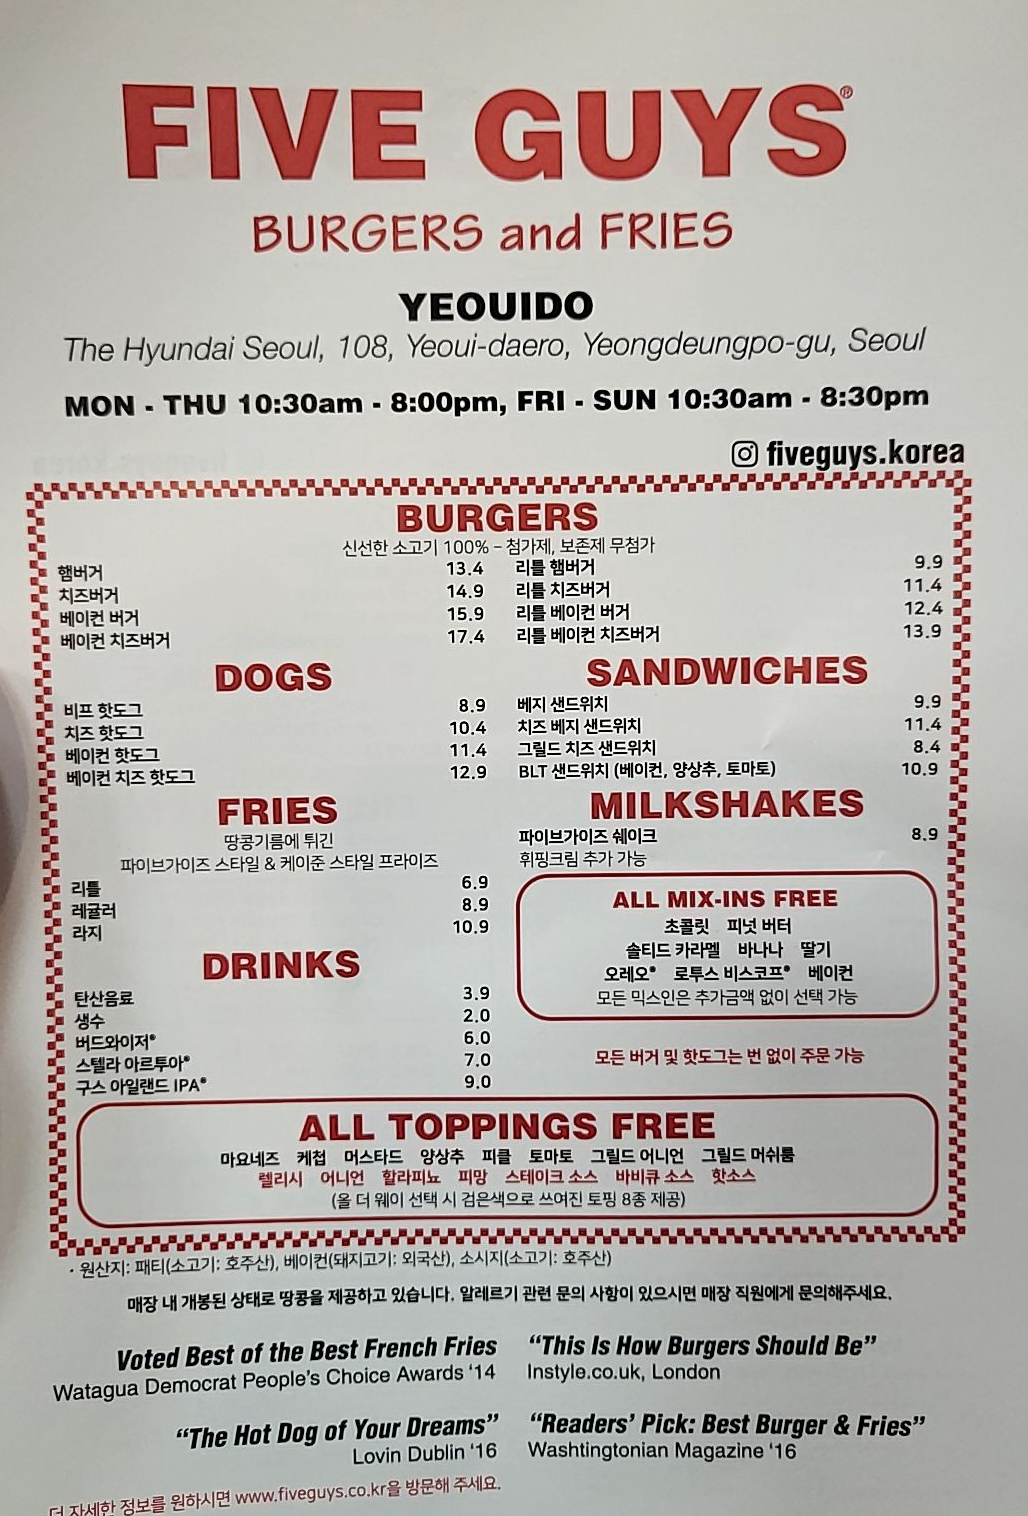 FIVE GUYS®
BURGERS and FRIES
YEOUIDO
The Hyundai Seoul, 108, Yeoui-daero, Yeongdeungpo-gu, Seoul
MON - THU 10:30am - 8:00pm, FRI - SUN 10:30am - 8:30pm
fiveguys.korea
BURGERS
신선한 소고기 100% – 첨가제, 보존제 무첨가
햄버거 13.4
치즈버거 14.9
베이컨 버거 15.9
베이컨 치즈버거 17.4
리틀 햄버거 9.9
리틀 치즈버거 11.4
리틀 베이컨 버거 12.4
리틀 베이컨 치즈버거 13.9
DOGS
비프 핫도그 8.9
치즈 핫도그 10.4
베이컨 핫도그 11.4
베이컨 치즈 핫도그 12.9
SANDWICHES
베지 샌드위치 9.9
치즈 베지 샌드위치 11.4
그릴드 치즈 샌드위치 8.4
BLT 샌드위치 (베이컨, 양상추, 토마토) 10.9
FRIES
땅콩기름에 튀긴
파이브가이즈 스타일 & 케이준 스타일 프라이즈
리틀 6.9
레귤러 8.9
라지 10.9
MILKSHAKES
파이브가이즈 쉐이크 8.9
휘핑크림 추가 가능
ALL MIX-INS FREE
초콜릿 피넛 버터
솔티드 카라멜 바나나 딸기
오레오® 로투스 비스코프® 베이컨
모든 믹스인은 추가금액 없이 선택 가능
DRINKS
탄산음료 3.9
생수 2.0
버드와이저® 6.0
스텔라 아르투아® 7.0
구스 아일랜드 IPA® 9.0
모든 버거 및 핫도그는 번 없이 주문 가능
ALL TOPPINGS FREE
마요네즈 케첩 머스타드 양상추 피클 토마토 그릴드 어니언 그릴드 머쉬룸
렐리시 어니언 할라피뇨 피망 스테이크 소스 바비큐 소스 핫소스
(올 더 웨이 선택 시 검은색으로 쓰여진 토핑 8종 제공)
· 원산지: 패티(소고기: 호주산), 베이컨(돼지고기: 외국산), 소시지(소고기: 호주산)
매장 내 개봉된 상태로 땅콩을 제공하고 있습니다. 알레르기 관련 문의 사항이 있으시면 매장 직원에게 문의해주세요.
Voted Best of the Best French Fries
Watagua Democrat People's Choice Awards '14
"This Is How Burgers Should Be"
Instyle.co.uk, London
"The Hot Dog of Your Dreams"
Lovin Dublin '16
"Readers' Pick: Best Burger & Fries"
Washtingtonian Magazine '16
더 자세한 정보를 원하시면 www.fiveguys.co.kr을 방문해 주세요.